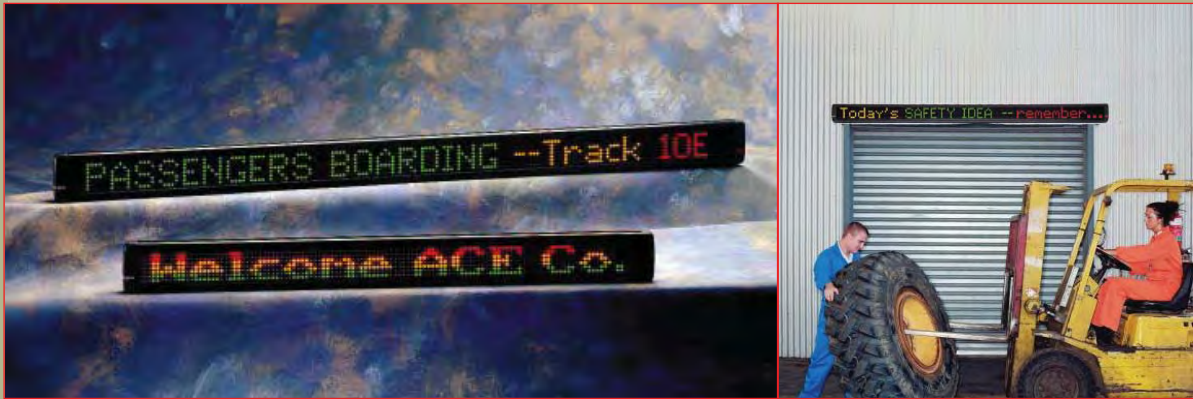 PASSENGERS BOARDING --Track 10E
Welcome ACE Co.
Today's SAFETY IDEA -- remember...